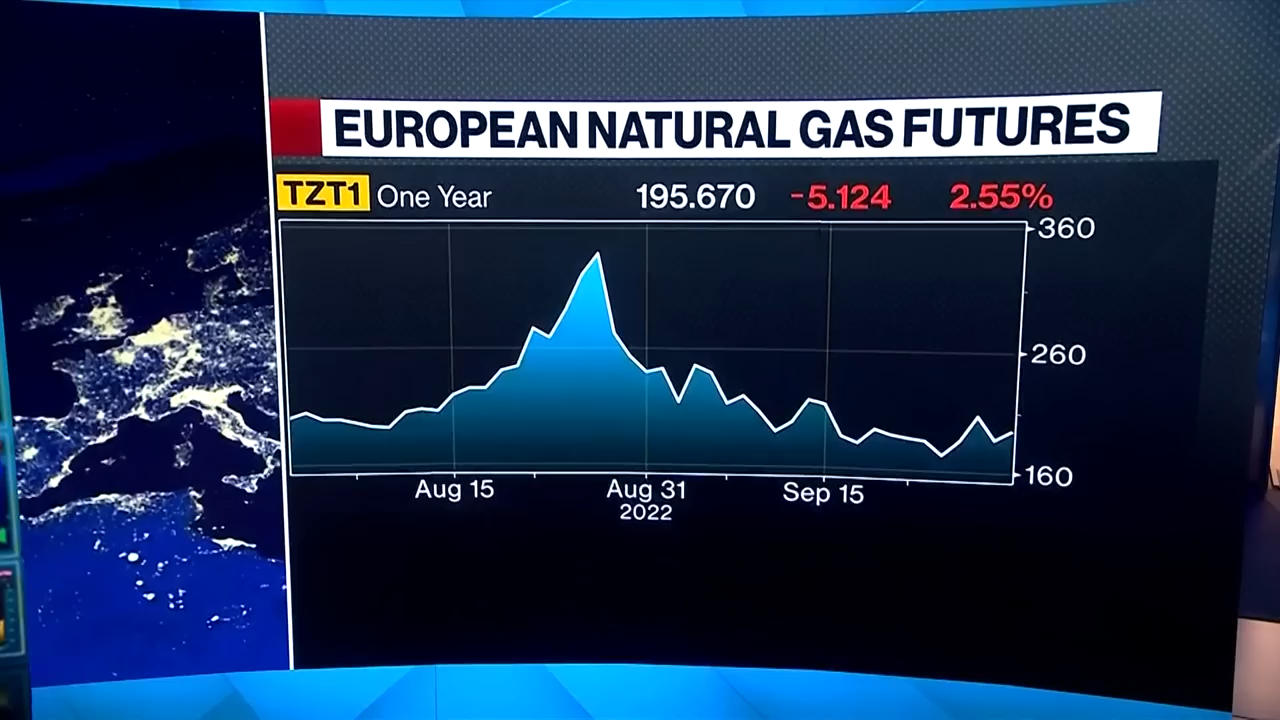 EUROPEAN NATURAL GAS FUTURES
TZT1 One Year 195.670 -5.124 2.55%
360
260
160
Aug 15 Aug 31 Sep 15
2022